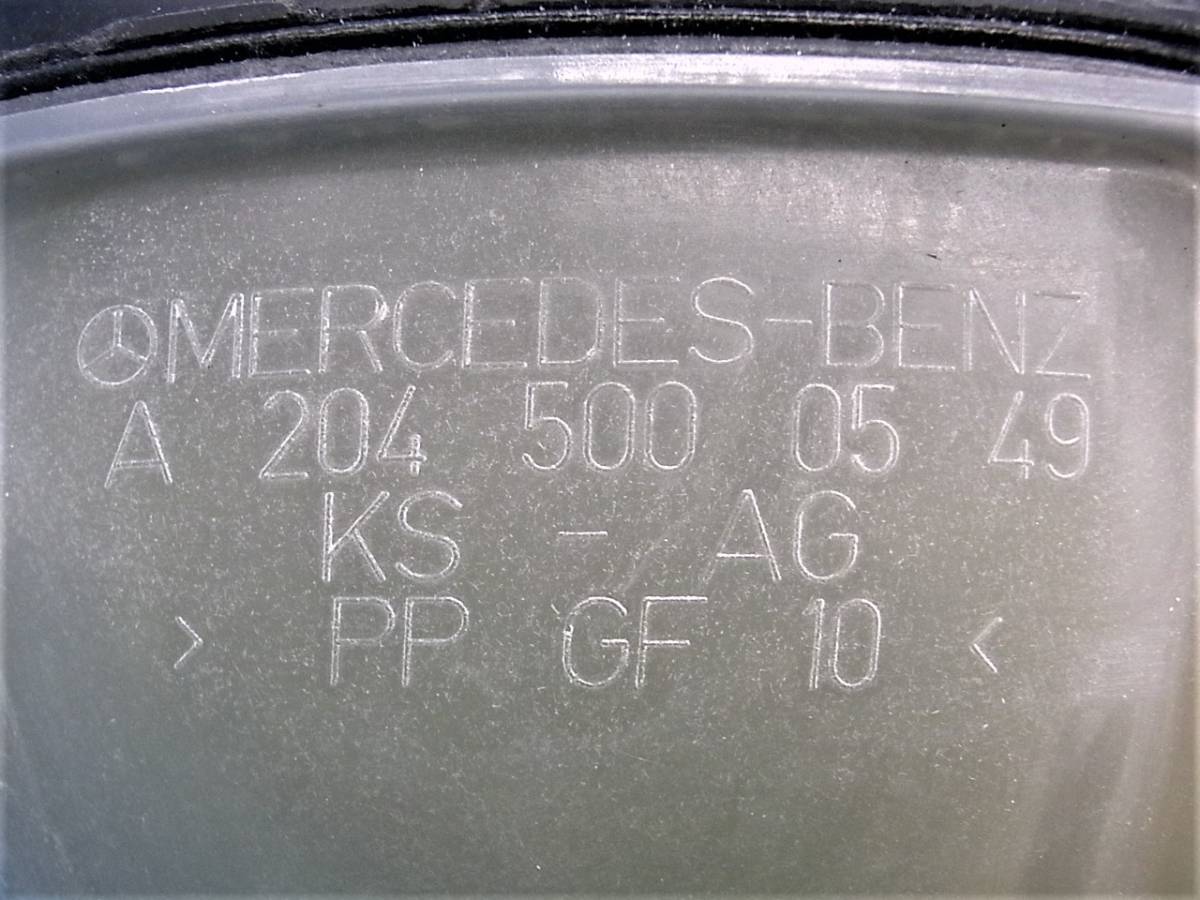 MERCEDES-BENZ
A 204 500 05 49
KS - AG
> PP GF 10 <